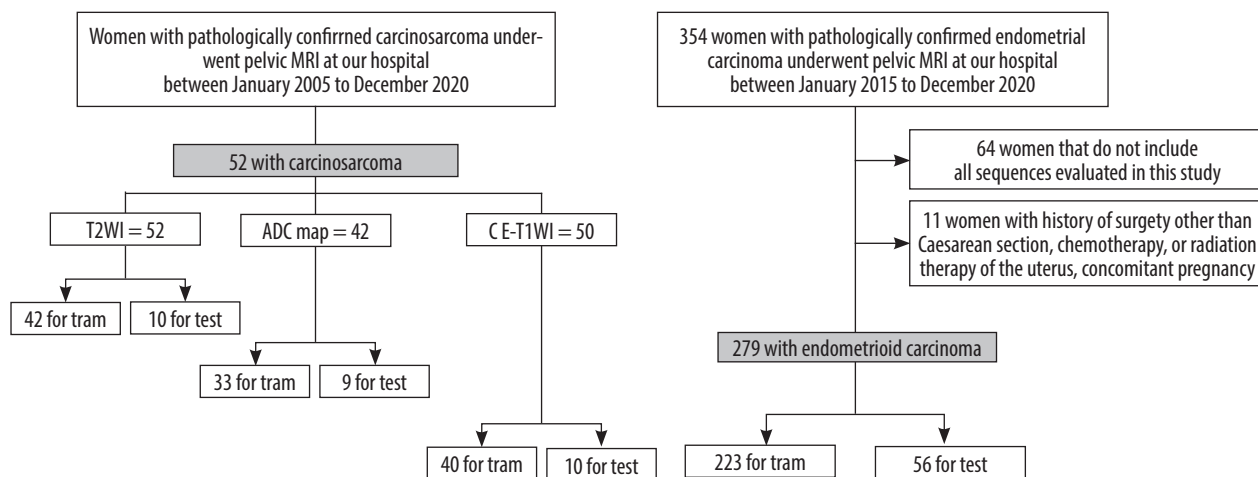 Women with pathologically confirrned carcinosarcoma under-
went pelvic MRI at our hospital
between January 2005 to December 2020
52 with carcinosarcoma
T2WI = 52
ADC map = 42
CE-T1WI = 50
42 for tram
10 for test
33 for tram
9 for test
40 for tram
10 for test
354 women with pathologically confirmed endometrial
carcinoma underwent pelvic MRI at our hospital
between January 2015 to December 2020
64 women that do not include
all sequences evaluated in this study
11 women with history of surgety other than
Caesarean section, chemotherapy, or radiation
therapy of the uterus, concomitant pregnancy
279 with endometrioid carcinoma
223 for tram
56 for test